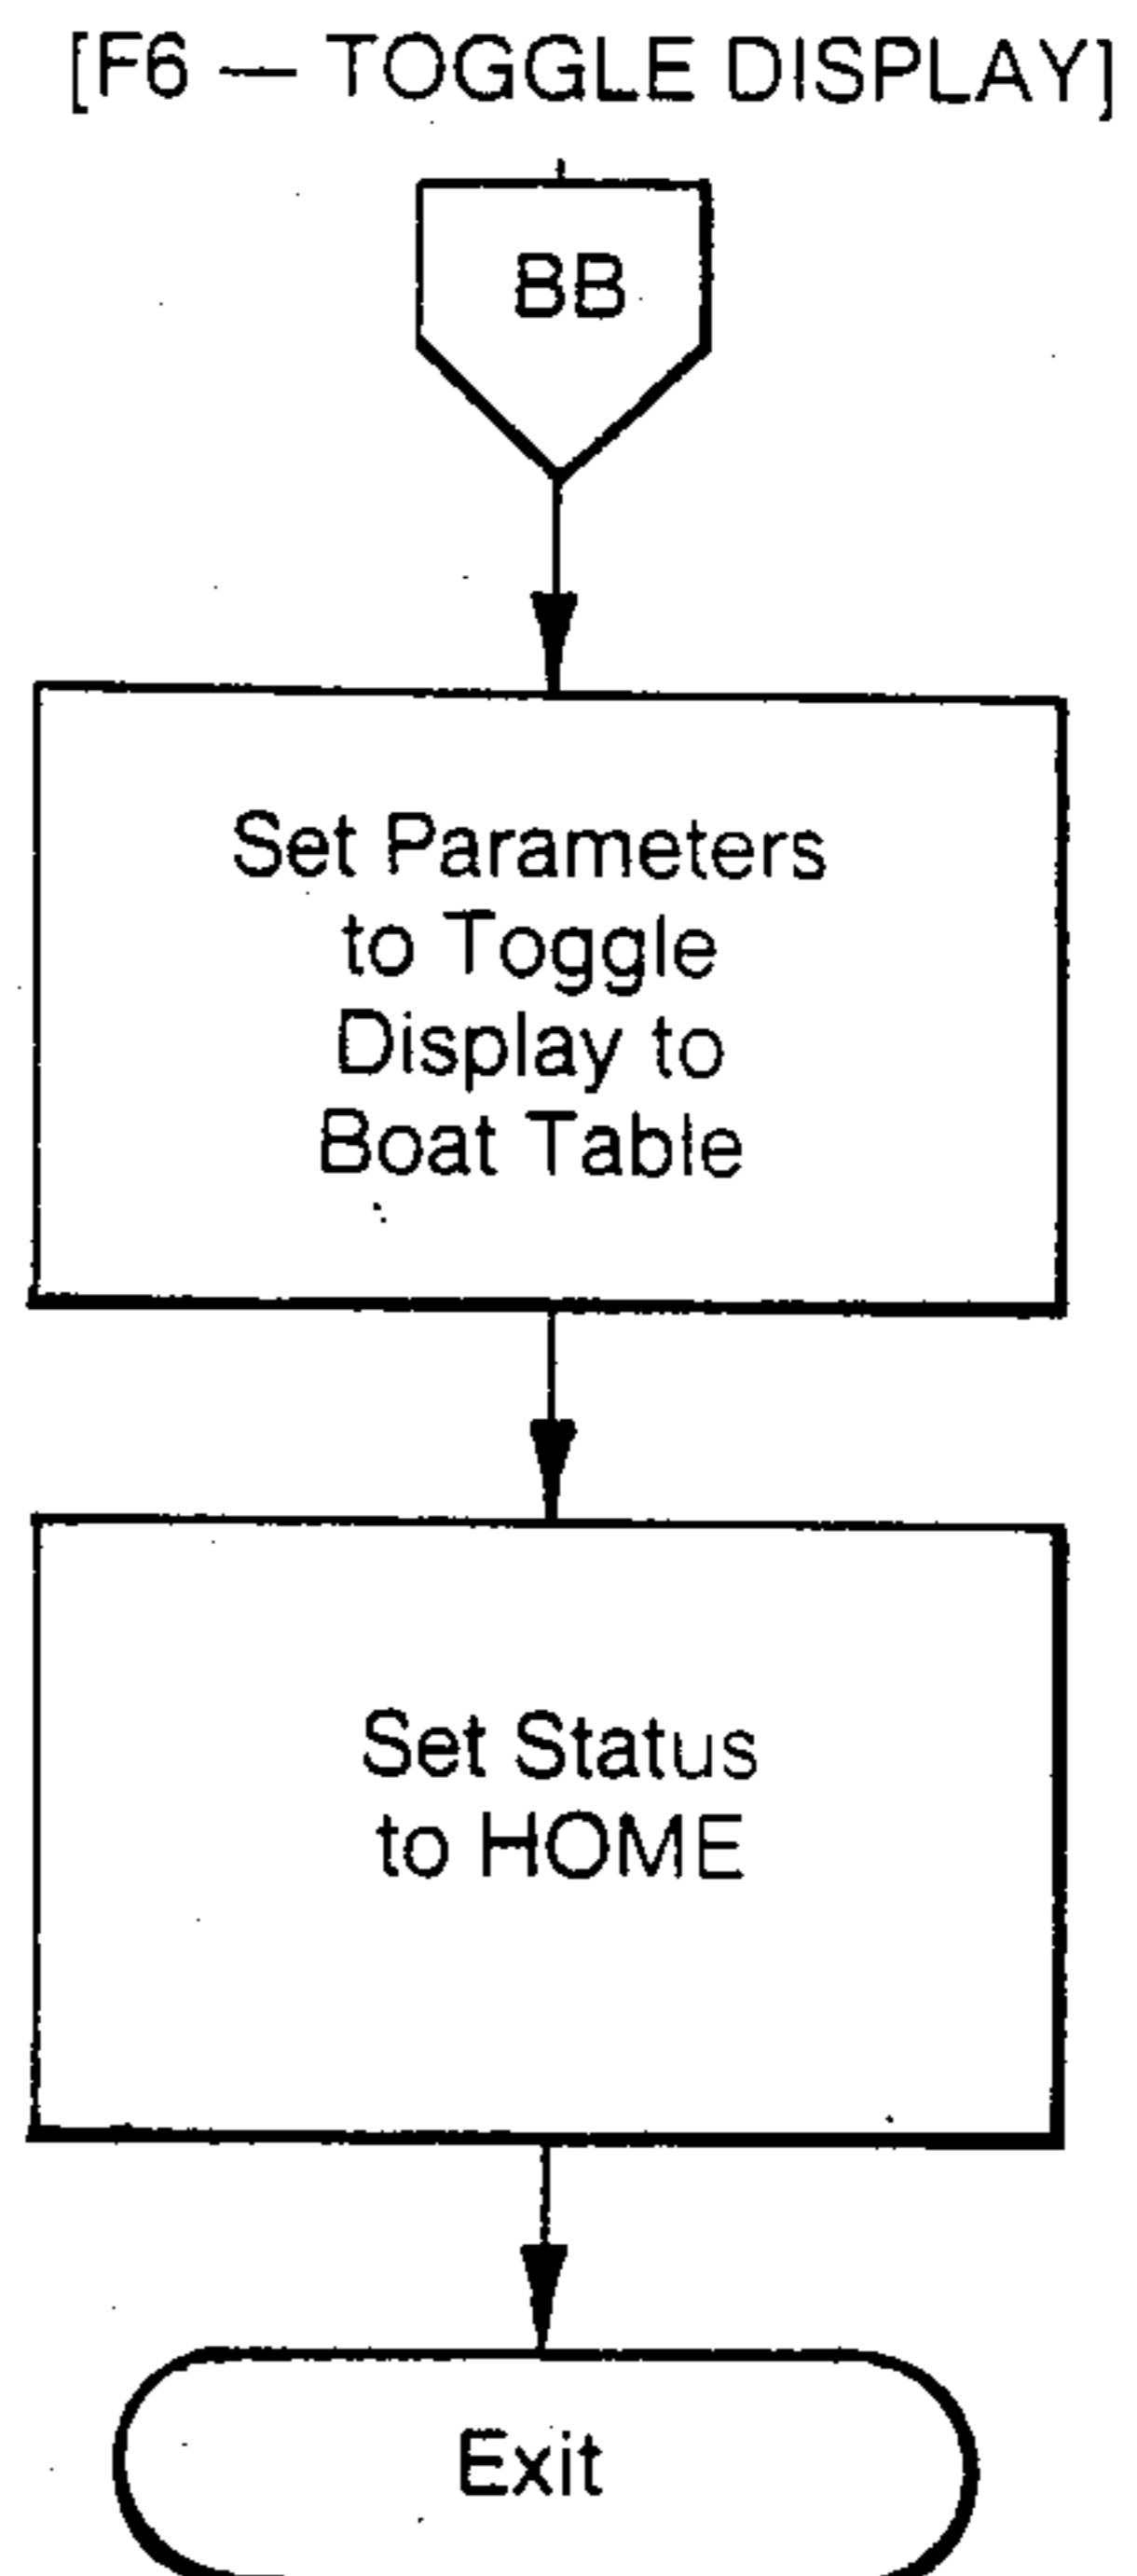 [F6 — TOGGLE DISPLAY]
BB
Set Parameters
to Toggle
Display to
Boat Table
Set Status
to HOME
Exit